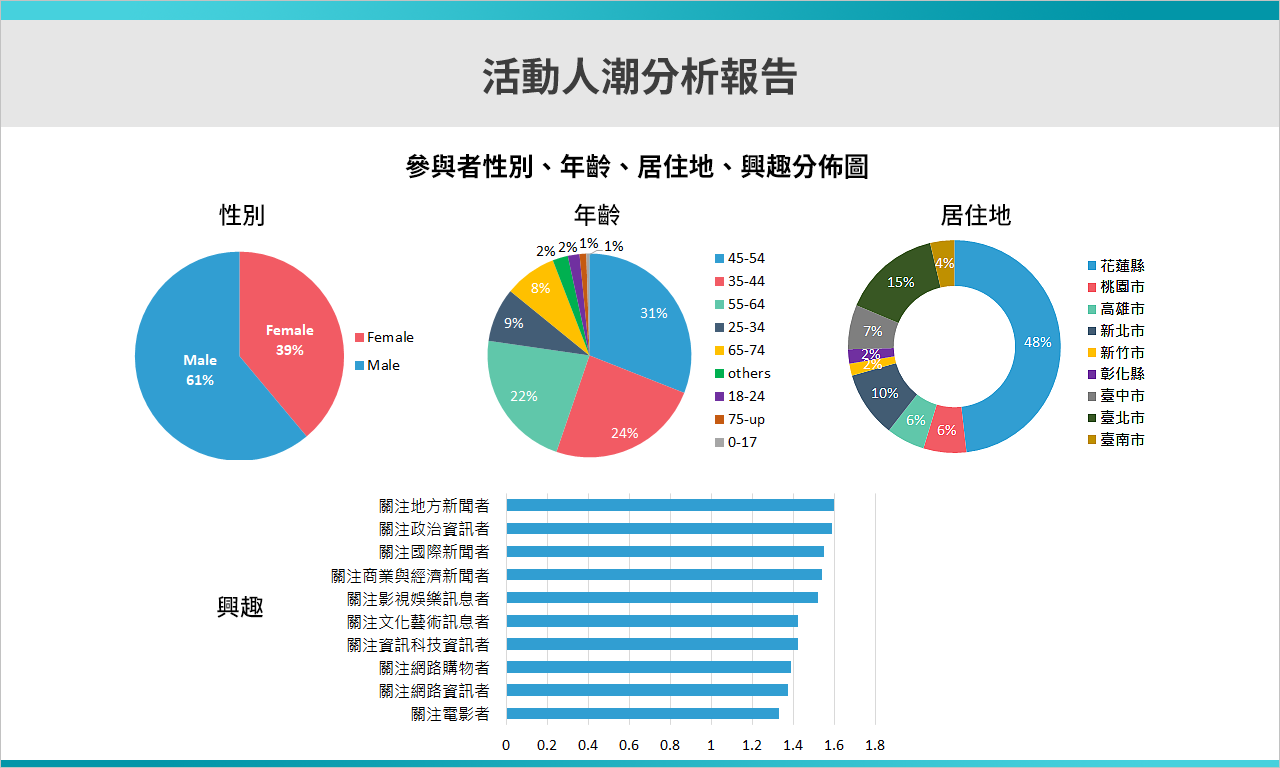 活動人潮分析報告
參與者性別、年齡、居住地、興趣分佈圖
性別
Female
39%
Male
61%
Female
Male
年齡
31%
24%
22%
9%
8%
2%
2%
1%
1%
45-54
35-44
55-64
25-34
65-74
others
18-24
75-up
0-17
居住地
48%
6%
6%
10%
2%
2%
7%
15%
4%
花蓮縣
桃園市
高雄市
新北市
新竹市
彰化縣
臺中市
臺北市
臺南市
興趣
關注地方新聞者
關注政治資訊者
關注國際新聞者
關注商業與經濟新聞者
關注影視娛樂訊息者
關注文化藝術訊息者
關注資訊科技資訊者
關注網路購物者
關注網路資訊者
關注電影者
0 0.2 0.4 0.6 0.8 1 1.2 1.4 1.6 1.8